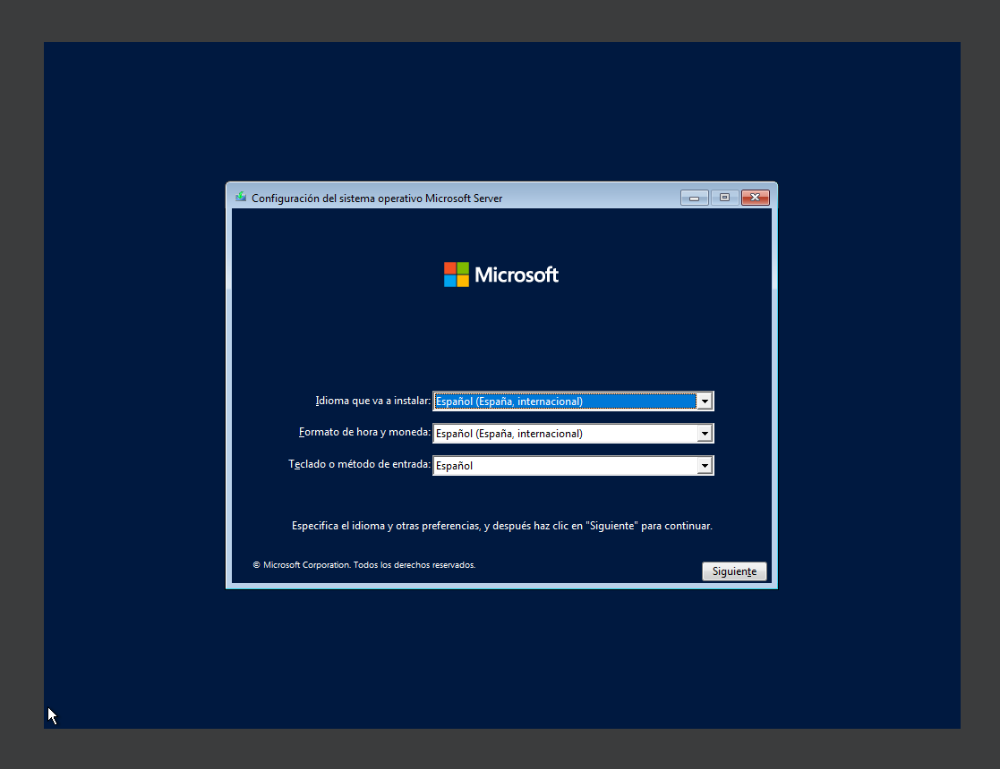 Configuración del sistema operativo Microsoft Server
Microsoft
Idioma que va a instalar: Español (España, internacional)
Formato de hora y moneda: Español (España, internacional)
Teclado o método de entrada: Español
Especifica el idioma y otras preferencias, y después haz clic en "Siguiente" para continuar.
© Microsoft Corporation. Todos los derechos reservados.
Siguiente